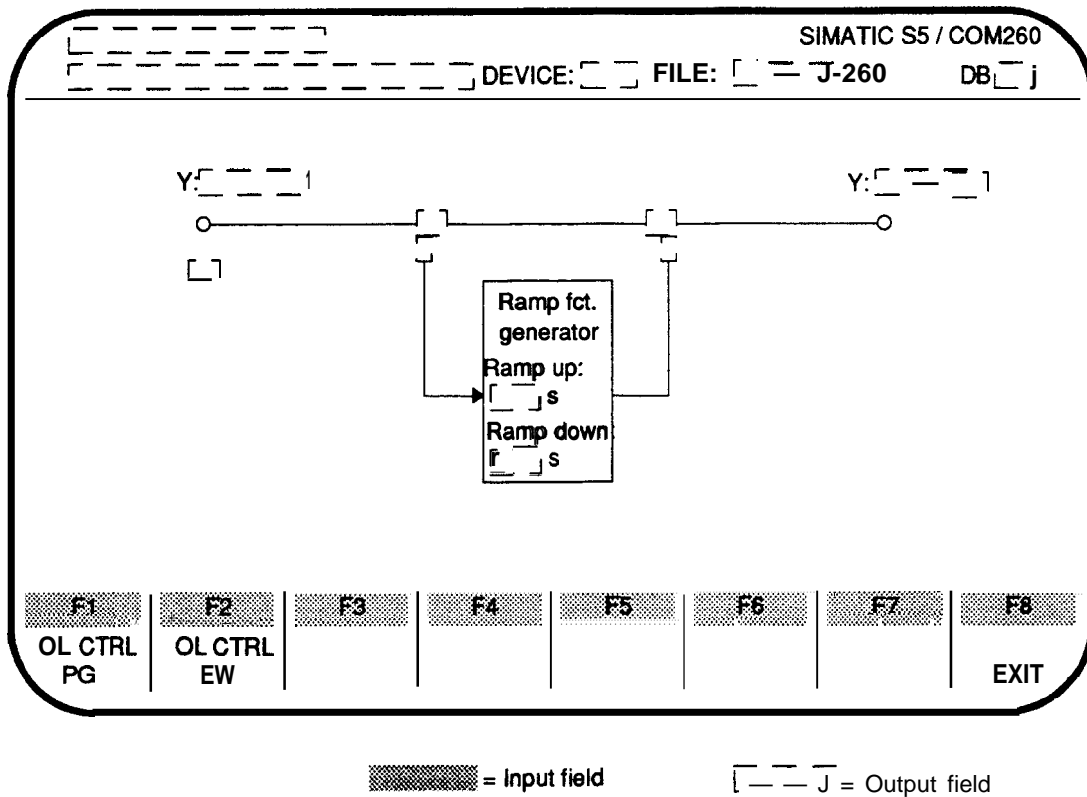 SIMATIC S5 / COM260
DEVICE: FILE: J-260 DB
Y: Y:
Ramp fct.
generator
Ramp up:
s
Ramp down
s
F1 F2 F3 F4 F5 F6 F7 F8
OL CTRL OL CTRL
PG EW EXIT
= Input field = Output field